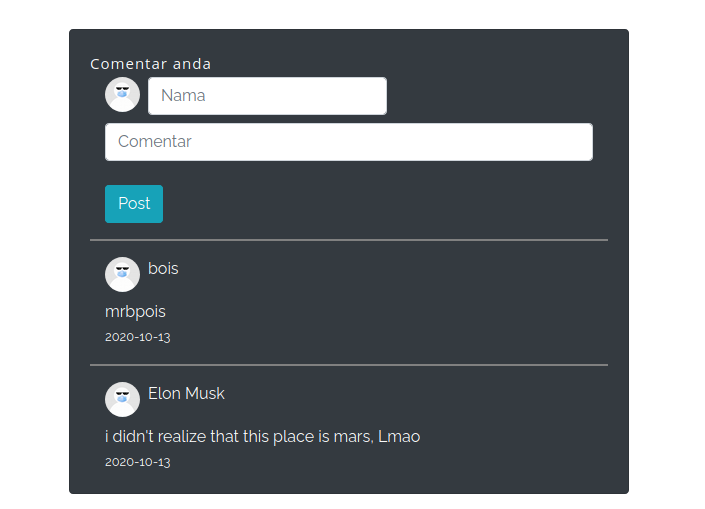 Comentar anda
Nama
Comentar
Post
bois
mrbpois
2020-10-13
Elon Musk
i didn't realize that this place is mars, Lmao
2020-10-13